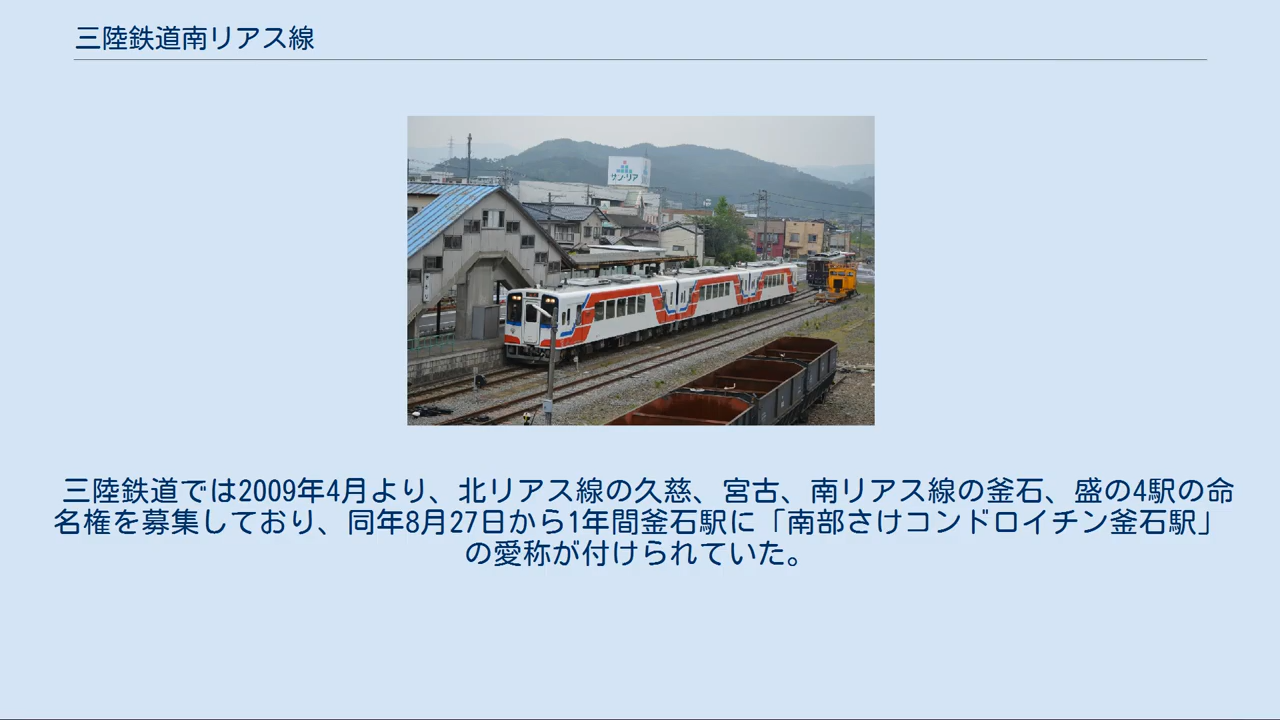 三陸鉄道南リアス線
サン・リア
三陸鉄道では2009年4月より、北リアス線の久慈、宮古、南リアス線の釜石、盛の4駅の命
名権を募集しており、同年8月27日から1年間釜石駅に「南部さけコンドロイチン釜石駅」
の愛称が付けられていた。